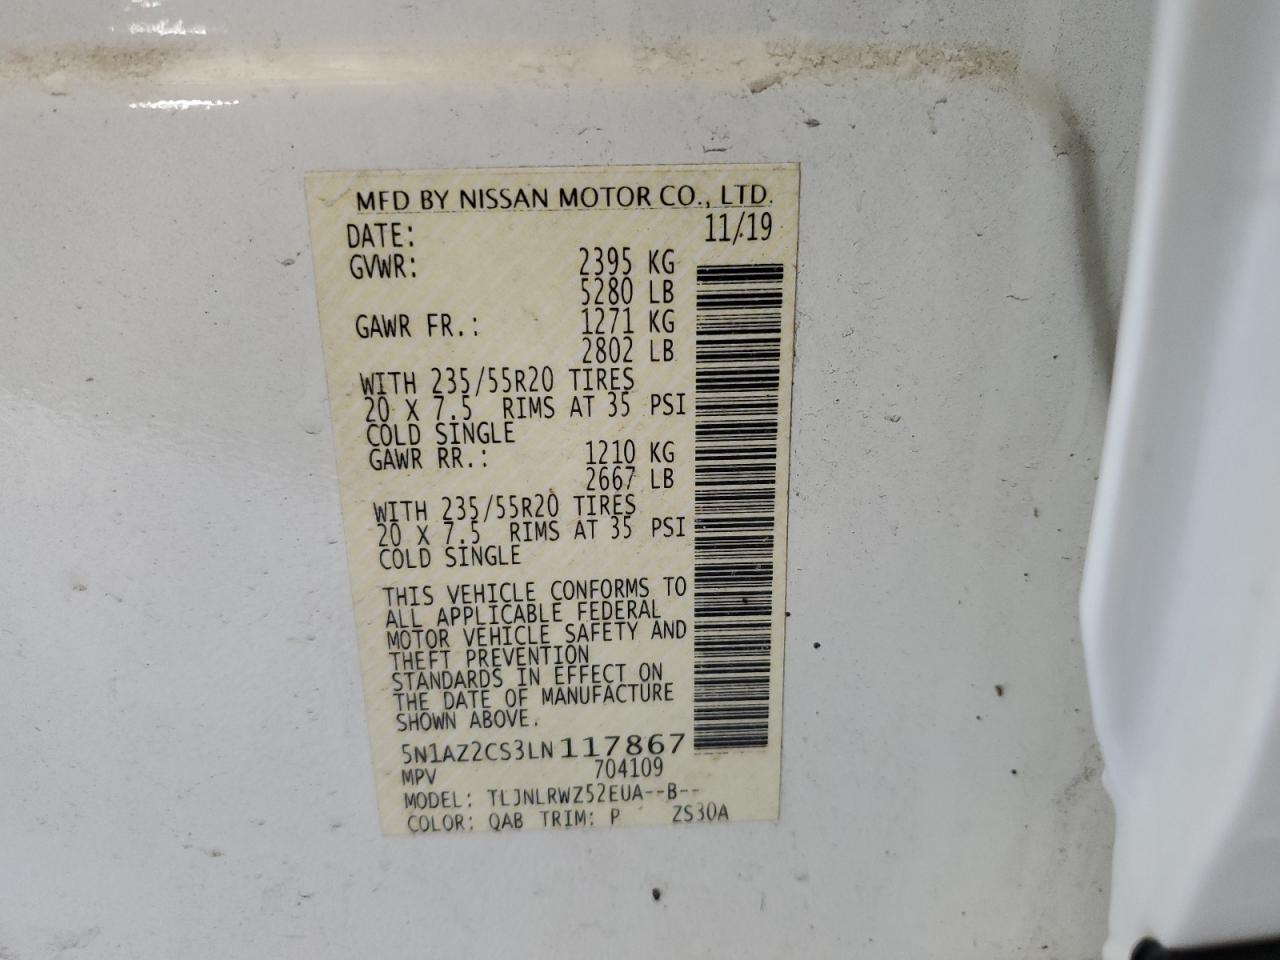 MFD BY NISSAN MOTOR CO., LTD.
DATE: 11/19
GVWR: 2395 KG
5280 LB
GAWR FR.: 1271 KG
2802 LB
WITH 235/55R20 TIRES
20 X 7.5 RIMS AT 35 PSI
COLD SINGLE
GAWR RR.: 1210 KG
2667 LB
WITH 235/55R20 TIRES
20 X 7.5 RIMS AT 35 PSI
COLD SINGLE
THIS VEHICLE CONFORMS TO
ALL APPLICABLE FEDERAL
MOTOR VEHICLE SAFETY AND
THEFT PREVENTION
STANDARDS IN EFFECT ON
THE DATE OF MANUFACTURE
SHOWN ABOVE.
5N1AZ2CS3LN117867
MPV 704109
MODEL: TLJNLRWZ52EUA--B--
COLOR: QAB TRIM: P ZS30A